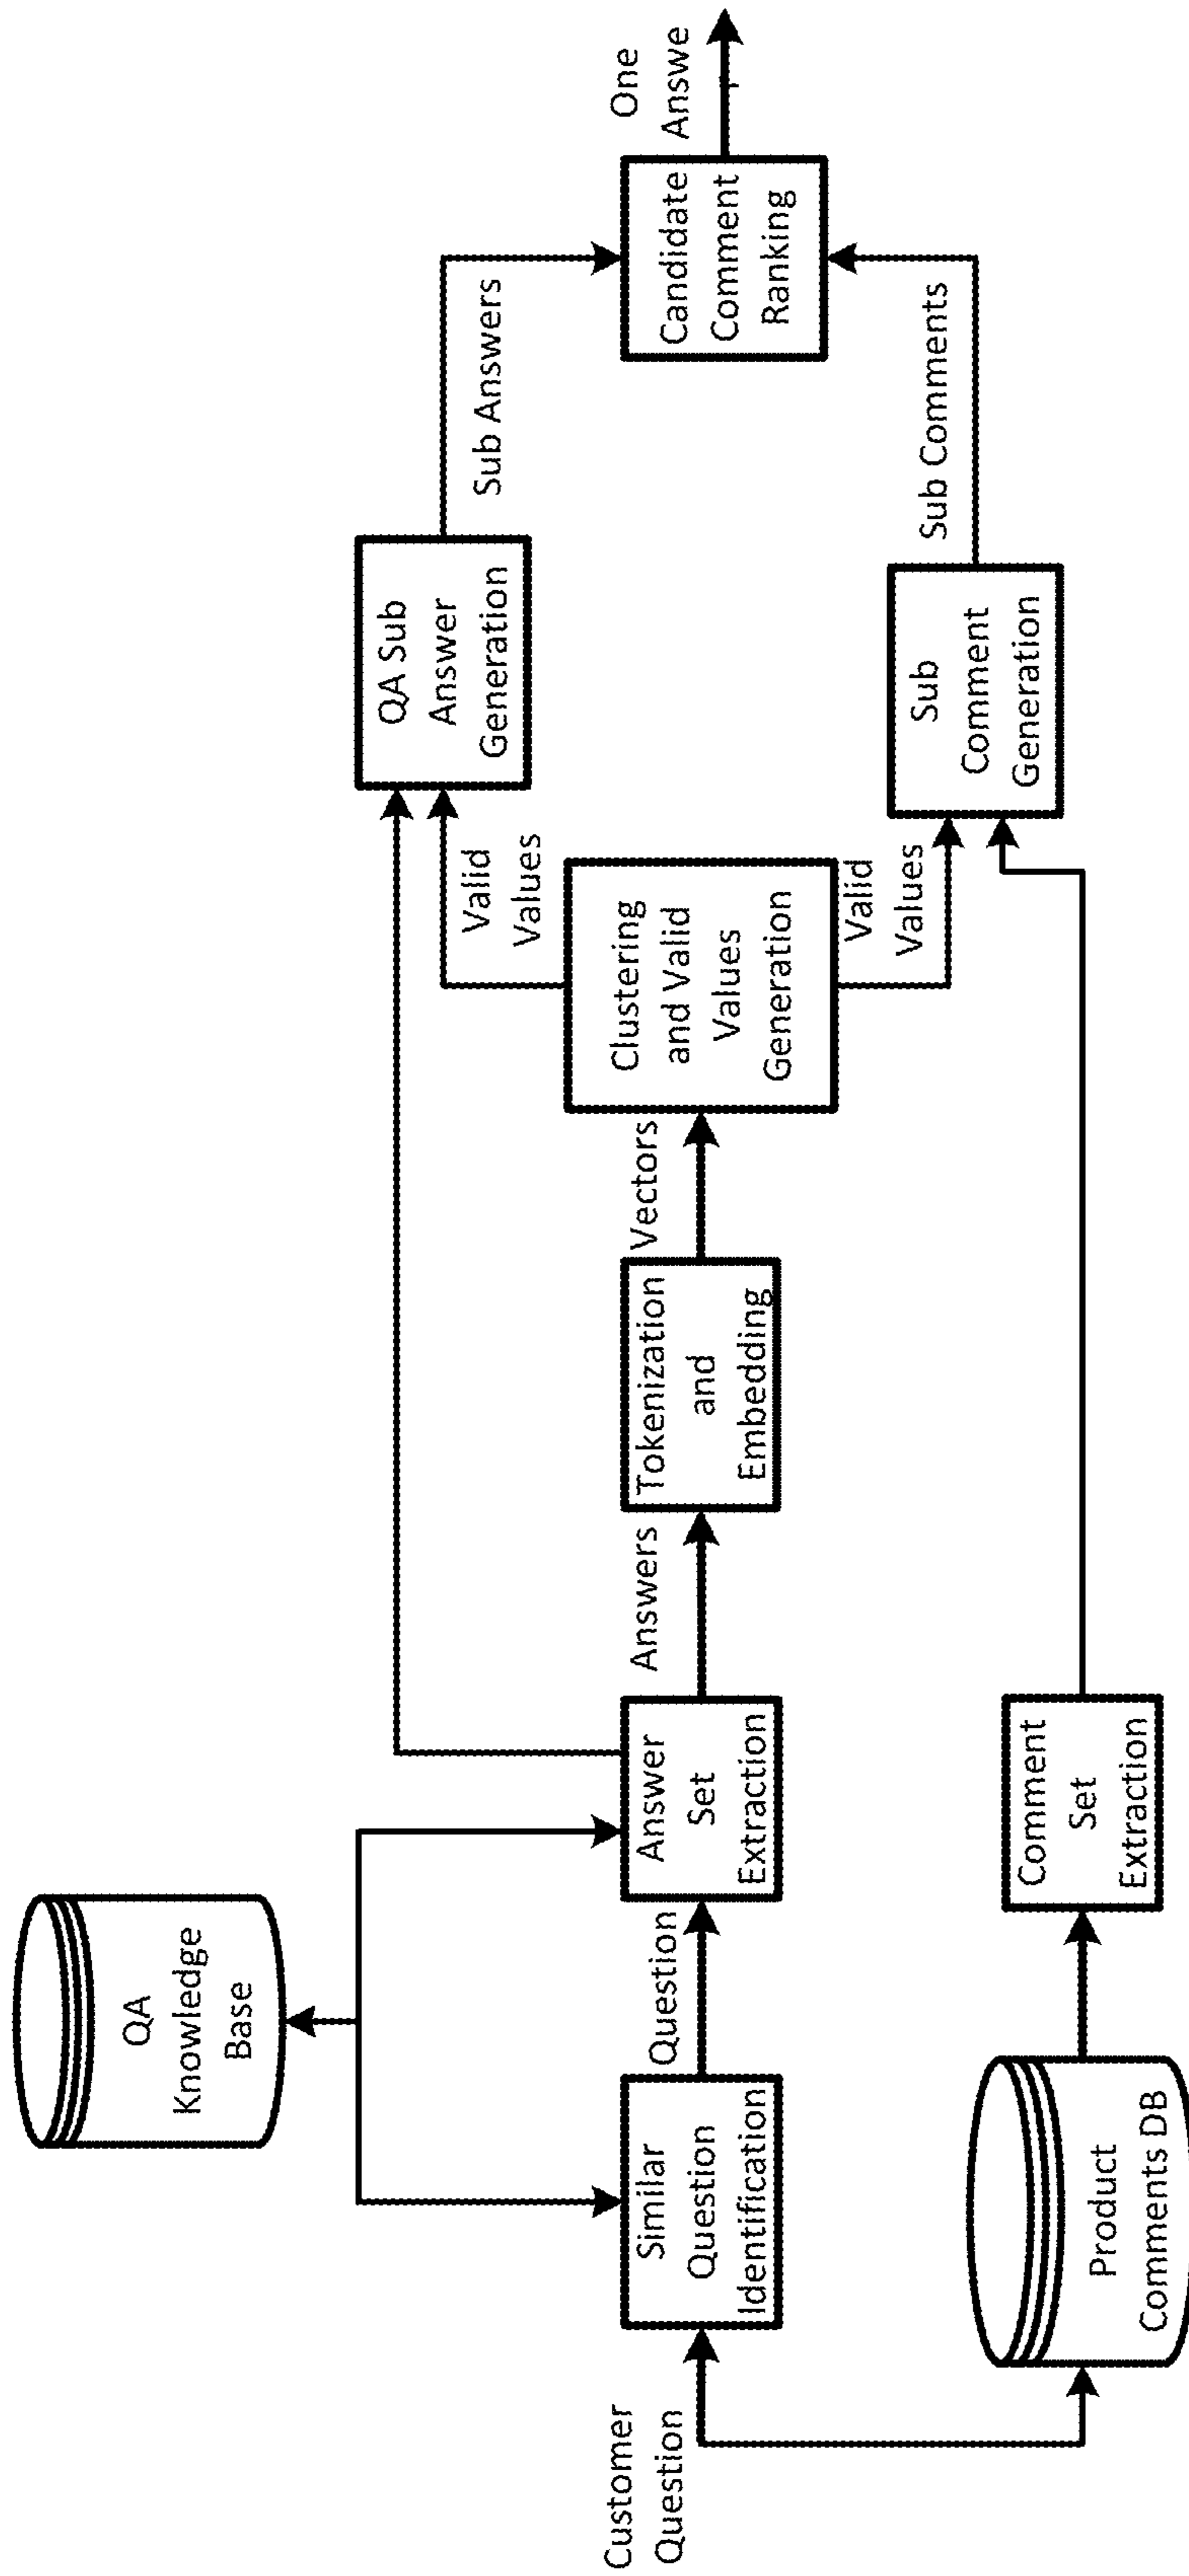 Customer
Question
Similar
Question
Identification
QA
Knowledge
Base
Product
Comments DB
Question
Answer
Set
Extraction
Comment
Set
Extraction
Answers
Tokenization
and
Embedding
Vectors
Clustering
and Valid
Values
Generation
Valid
Values
Valid
Values
QA Sub
Answer
Generation
Sub
Comment
Generation
Sub Answers
Sub Comments
Candidate
Comment
Ranking
One
Answe